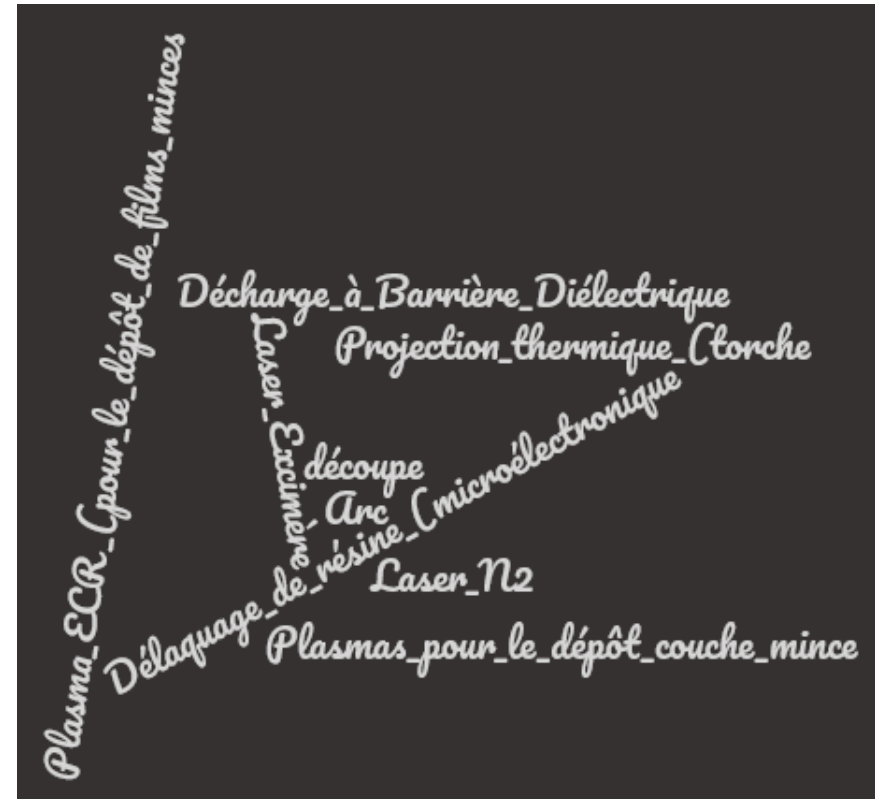 Plasma_ECR_(pour_le_dépôt_de_films_minces
Décharge_à_Barrière_Diélectrique
Laser_Excimère
Projection_thermique_(torche
découpe
Arc
Délaquage_de_résine_(microélectronique
Laser_N2
Plasmas_pour_le_dépôt_couche_mince